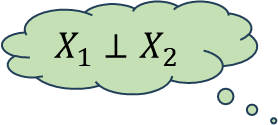 X₁ ⊥ X₂